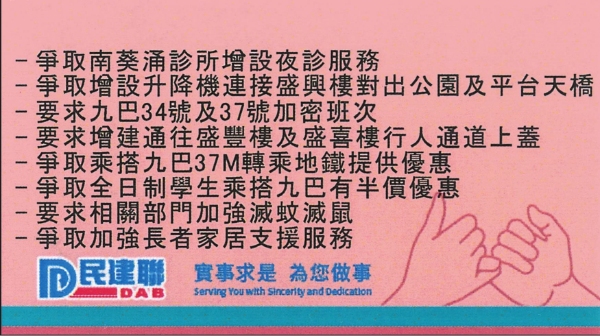 - 爭取南葵涌診所增設夜診服務
- 爭取增設升降機連接盛興樓對出公園及平台天橋
- 要求九巴34號及37號加密班次
- 要求增建通往盛豐樓及盛喜樓行人通道上蓋
- 爭取乘搭九巴37M轉乘地鐵提供優惠
- 爭取全日制學生乘搭九巴有半價優惠
- 要求相關部門加強滅蚊滅鼠
- 爭取加強長者家居支援服務
民建聯 實事求是 為您做事
DAB Serving You with Sincerity and Dedication